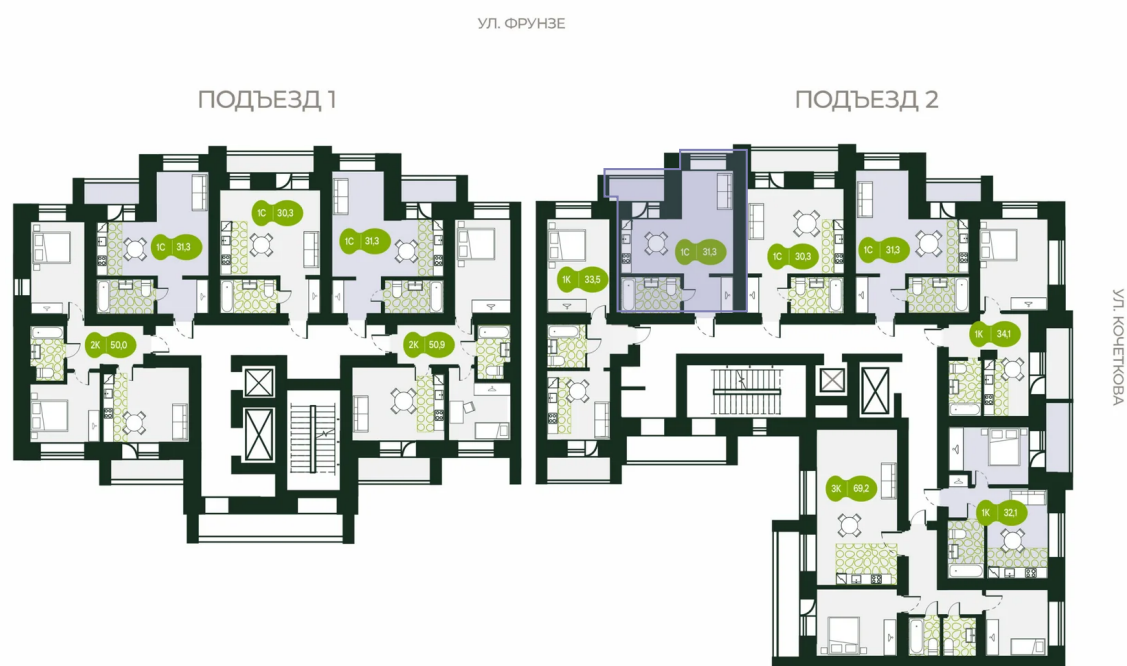 УЛ. ФРУНЗЕ
ПОДЪЕЗД 1
ПОДЪЕЗД 2
1С 31,3
1С 30,3
1С 31,3
2К 50,0
2К 50,9
1К 33,5
1С 31,3
1С 30,3
1С 31,3
1К 34,1
3К 69,2
1К 32,1
УЛ. КОЧЕТКОВА